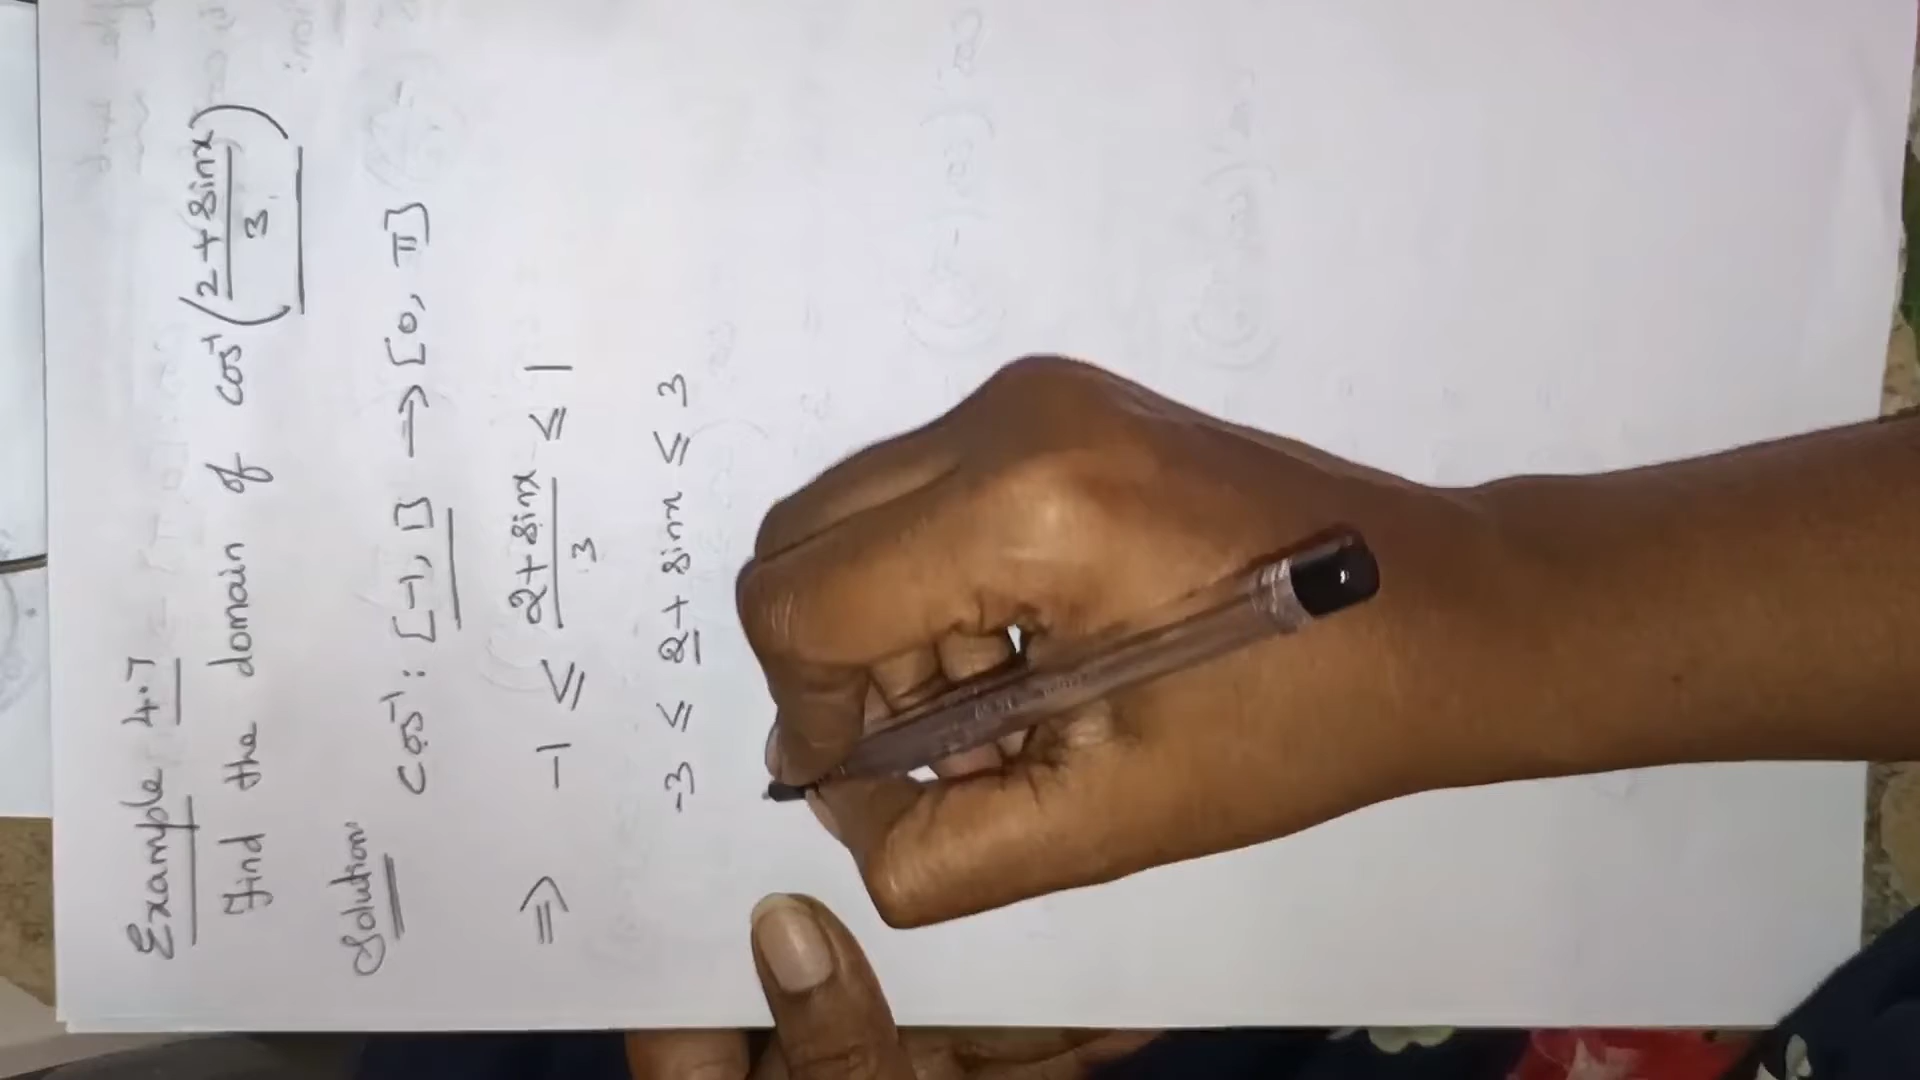 Example 4.7
Find the domain of cos⁻¹((2+sinx)/3)
Solution
cos⁻¹: [-1, 1] → [0, π]
⇒ -1 ≤ (2+sinx)/3 ≤ 1
-3 ≤ 2+sinx ≤ 3